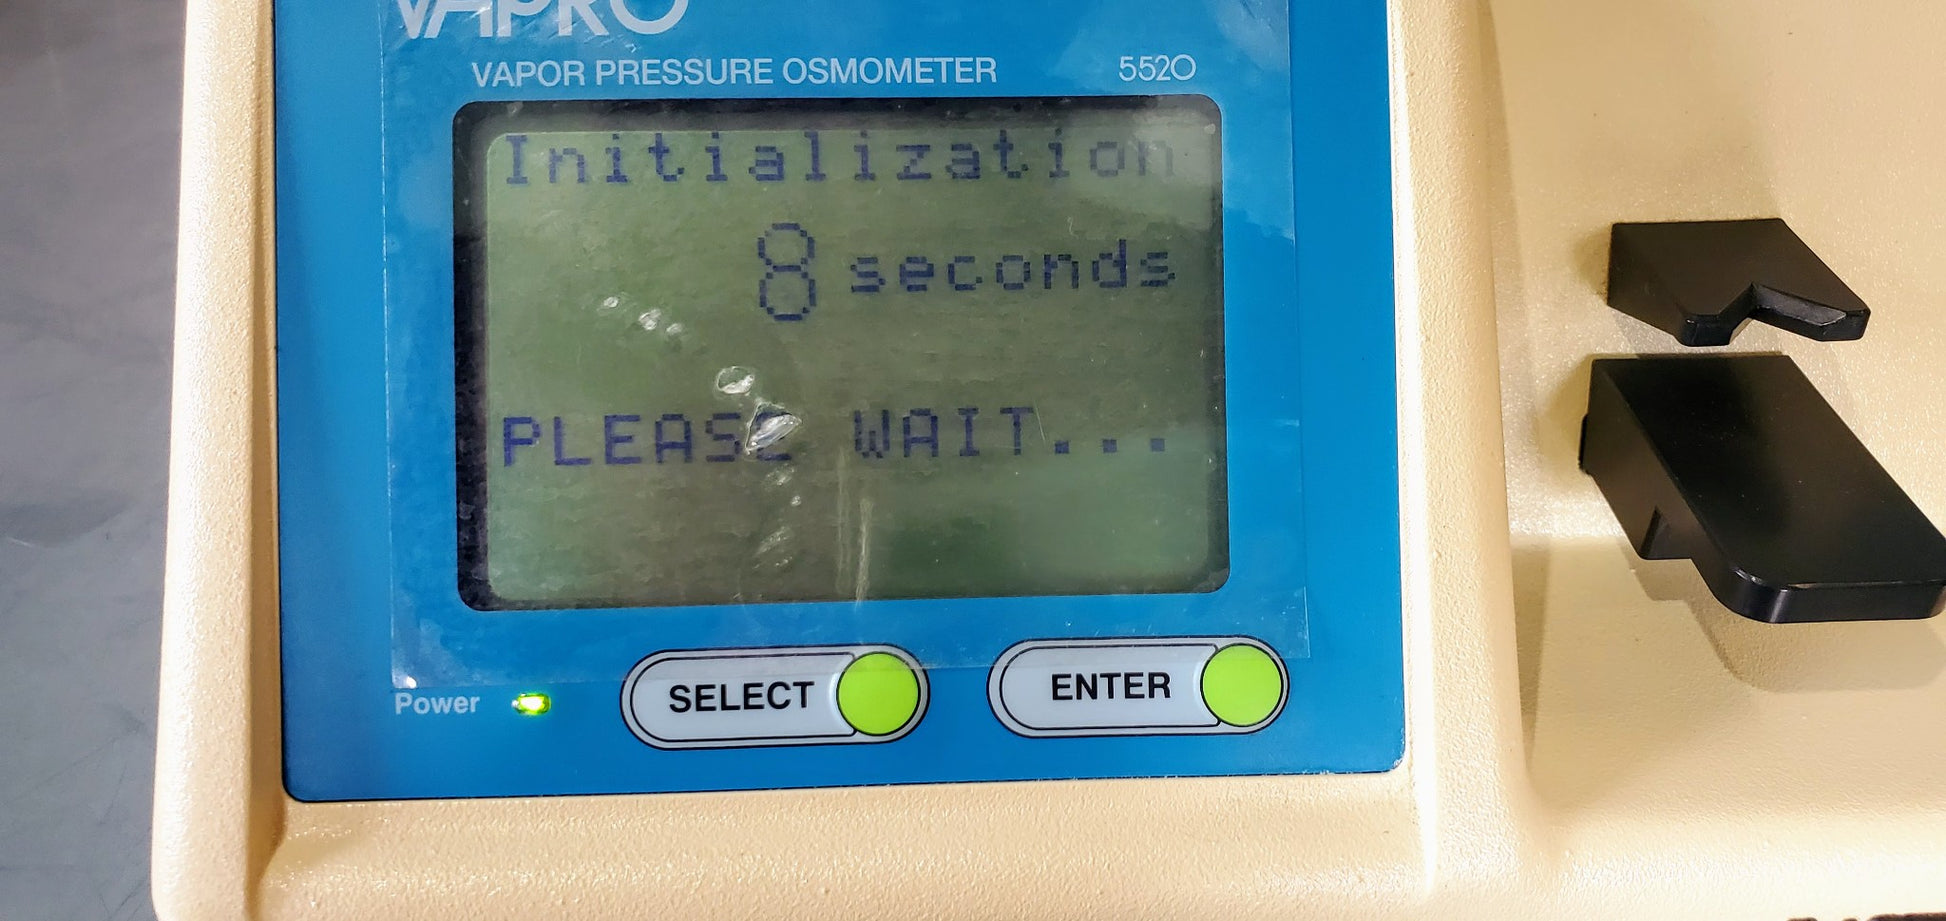 VAPRO
VAPOR PRESSURE OSMOMETER 5520
Initialization
8 seconds
PLEASE WAIT...
Power SELECT ENTER